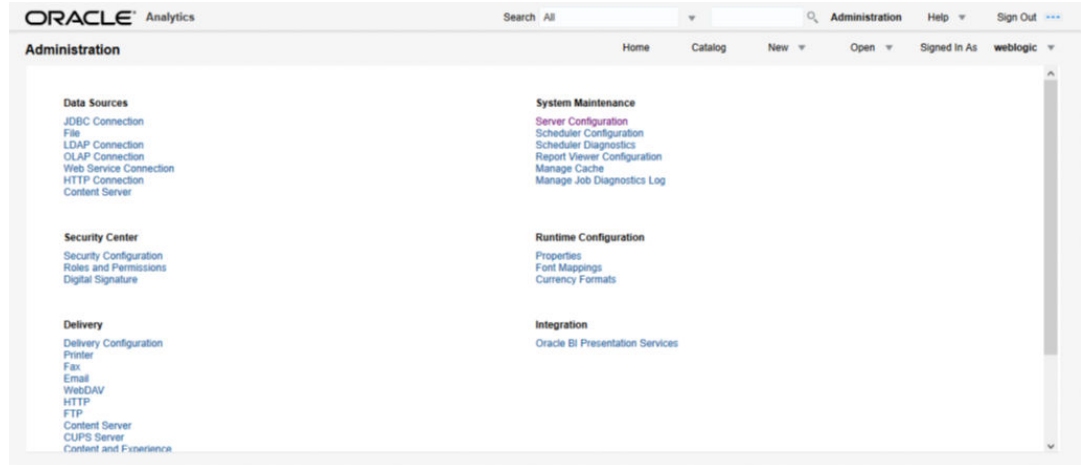 ORACLE Analytics
Search All
Administration
Help
Sign Out
Administration
Home
Catalog
New
Open
Signed In As weblogic
Data Sources
JDBC Connection
File
LDAP Connection
OLAP Connection
Web Service Connection
HTTP Connection
Content Server
System Maintenance
Server Configuration
Scheduler Configuration
Scheduler Diagnostics
Report Viewer Configuration
Manage Cache
Manage Job Diagnostics Log
Security Center
Security Configuration
Roles and Permissions
Digital Signature
Runtime Configuration
Properties
Font Mappings
Currency Formats
Delivery
Delivery Configuration
Printer
Fax
Email
WebDAV
HTTP
FTP
Content Server
CUPS Server
Content and Experience
Integration
Oracle BI Presentation Services